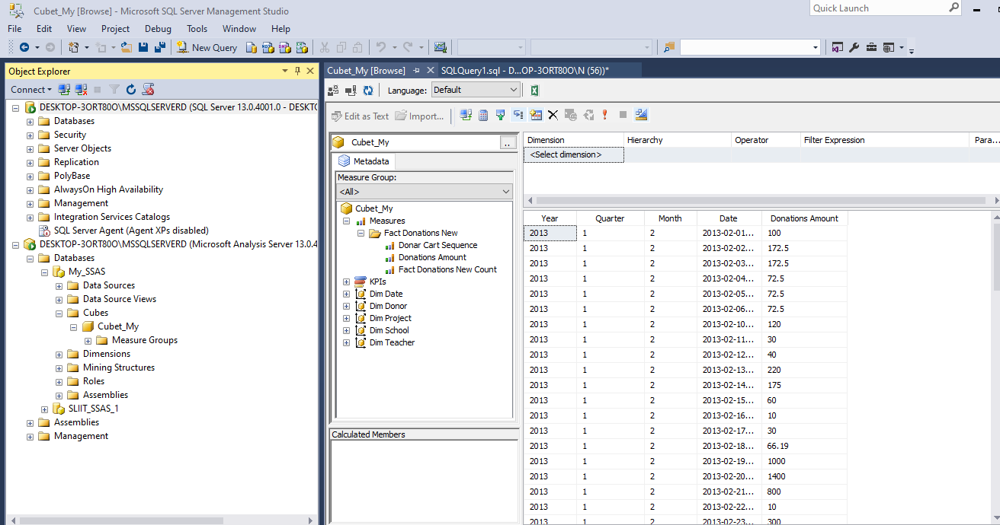 Cubet_My [Browse] - Microsoft SQL Server Management Studio
Quick Launch
File Edit View Project Debug Tools Window Help
New Query
Object Explorer
Connect
DESKTOP-3ORT80O\MSSQLSERVERD (SQL Server 13.0.4001.0 - DESKTO
Databases
Security
Server Objects
Replication
PolyBase
AlwaysOn High Availability
Management
Integration Services Catalogs
SQL Server Agent (Agent XPs disabled)
DESKTOP-3ORT80O\MSSQLSERVERD (Microsoft Analysis Server 13.0.4
Databases
My_SSAS
Data Sources
Data Source Views
Cubes
Cubet_My
Measure Groups
Dimensions
Mining Structures
Roles
Assemblies
SLIIT_SSAS_1
Assemblies
Management
Cubet_My [Browse] SQLQuery1.sql - D...OP-3ORT80O\N (56))*
Language: Default
Edit as Text Import...
Cubet_My ..
Metadata
Measure Group:
<All>
Cubet_My
Measures
Fact Donations New
Donar Cart Sequence
Donations Amount
Fact Donations New Count
KPIs
Dim Date
Dim Donor
Dim Project
Dim School
Dim Teacher
Calculated Members
Dimension Hierarchy Operator Filter Expression Para...
<Select dimension>
Year Quarter Month Date Donations Amount
2013 1 2 2013-02-01... 100
2013 1 2 2013-02-02... 172.5
2013 1 2 2013-02-03... 172.5
2013 1 2 2013-02-04... 72.5
2013 1 2 2013-02-05... 72.5
2013 1 2 2013-02-06... 72.5
2013 1 2 2013-02-10... 120
2013 1 2 2013-02-11... 30
2013 1 2 2013-02-12... 40
2013 1 2 2013-02-13... 220
2013 1 2 2013-02-14... 175
2013 1 2 2013-02-15... 60
2013 1 2 2013-02-16... 10
2013 1 2 2013-02-17... 30
2013 1 2 2013-02-18... 66.19
2013 1 2 2013-02-19... 1000
2013 1 2 2013-02-20... 1400
2013 1 2 2013-02-21... 800
2013 1 2 2013-02-22... 10
2013 1 2 2013-02-23... 300